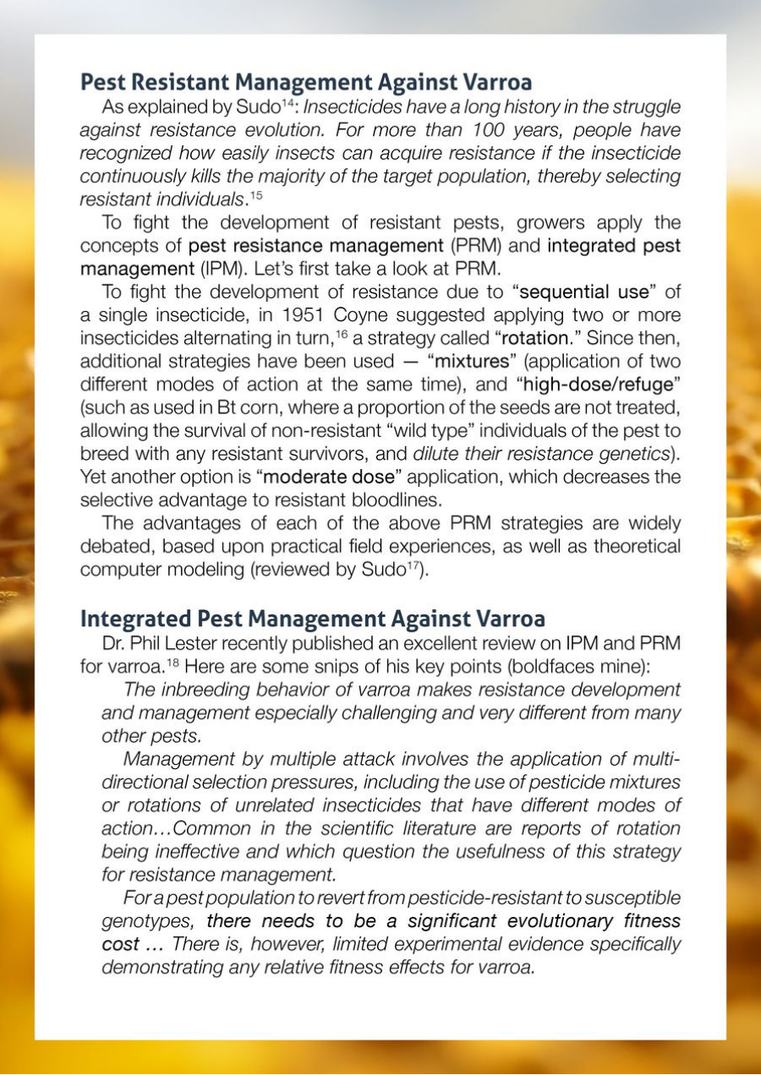 Pest Resistant Management Against Varroa
As explained by Sudo¹⁴: Insecticides have a long history in the struggle
against resistance evolution. For more than 100 years, people have
recognized how easily insects can acquire resistance if the insecticide
continuously kills the majority of the target population, thereby selecting
resistant individuals.¹⁵
To fight the development of resistant pests, growers apply the
concepts of pest resistance management (PRM) and integrated pest
management (IPM). Let’s first take a look at PRM.
To fight the development of resistance due to “sequential use” of
a single insecticide, in 1951 Coyne suggested applying two or more
insecticides alternating in turn,¹⁶ a strategy called “rotation.” Since then,
additional strategies have been used — “mixtures” (application of two
different modes of action at the same time), and “high-dose/refuge”
(such as used in Bt corn, where a proportion of the seeds are not treated,
allowing the survival of non-resistant “wild type” individuals of the pest to
breed with any resistant survivors, and dilute their resistance genetics).
Yet another option is “moderate dose” application, which decreases the
selective advantage to resistant bloodlines.
The advantages of each of the above PRM strategies are widely
debated, based upon practical field experiences, as well as theoretical
computer modeling (reviewed by Sudo¹⁷).
Integrated Pest Management Against Varroa
Dr. Phil Lester recently published an excellent review on IPM and PRM
for varroa.¹⁸ Here are some snips of his key points (boldfaces mine):
The inbreeding behavior of varroa makes resistance development
and management especially challenging and very different from many
other pests.
Management by multiple attack involves the application of multi-
directional selection pressures, including the use of pesticide mixtures
or rotations of unrelated insecticides that have different modes of
action…Common in the scientific literature are reports of rotation
being ineffective and which question the usefulness of this strategy
for resistance management.
For a pest population to revert from pesticide-resistant to susceptible
genotypes, there needs to be a significant evolutionary fitness
cost … There is, however, limited experimental evidence specifically
demonstrating any relative fitness effects for varroa.